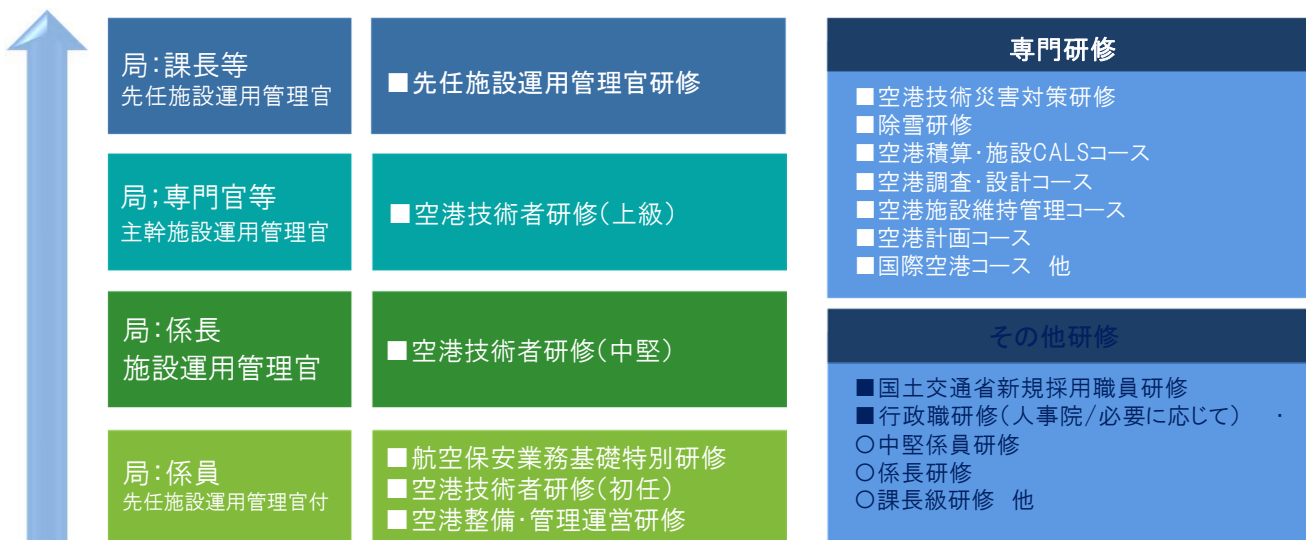 局:課長等
先任施設運用管理官
■先任施設運用管理官研修
局;専門官等
主幹施設運用管理官
■空港技術者研修(上級)
局:係長
施設運用管理官
■空港技術者研修(中堅)
局:係員
先任施設運用管理官付
■航空保安業務基礎特別研修
■空港技術者研修(初任)
■空港整備・管理運営研修
専門研修
■空港技術災害対策研修
■除雪研修
■空港積算・施設CALSコース
■空港調査・設計コース
■空港施設維持管理コース
■空港計画コース
■国際空港コース 他
その他研修
■国土交通省新規採用職員研修
■行政職研修(人事院/必要に応じて) ・
○中堅係員研修
○係長研修
○課長級研修 他